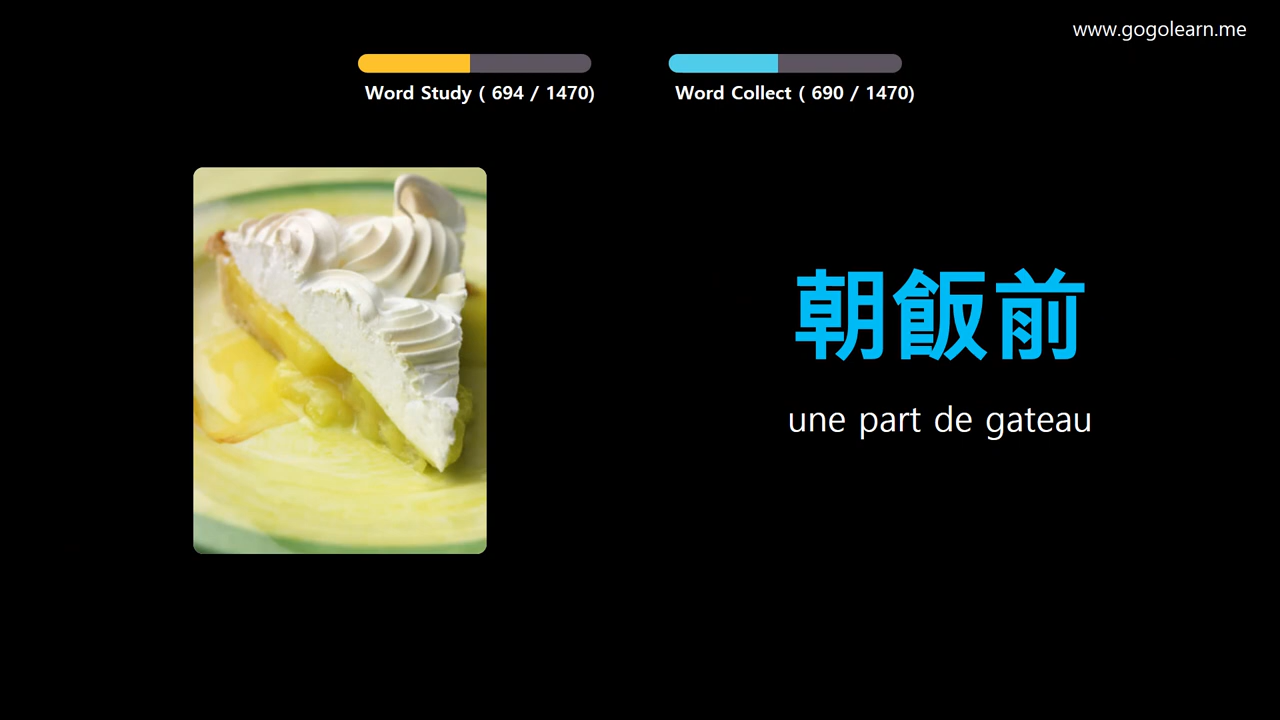 www.gogolearn.me
Word Study ( 694 / 1470)
Word Collect ( 690 / 1470)
朝飯前
une part de gateau